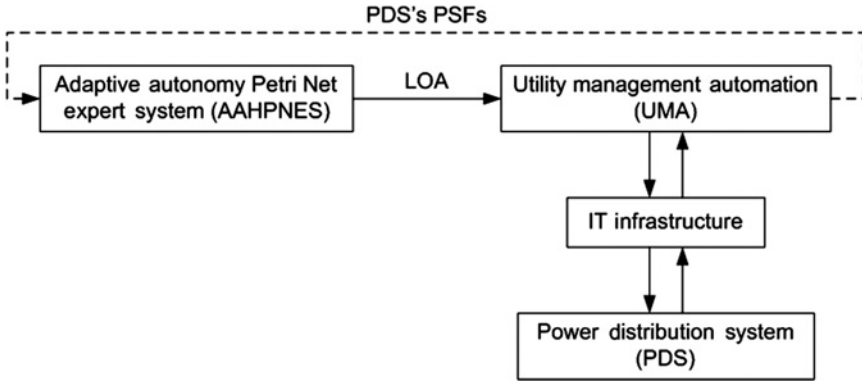 PDS's PSFs
Adaptive autonomy Petri Net
expert system (AAHPNES)
LOA
Utility management automation
(UMA)
IT infrastructure
Power distribution system
(PDS)